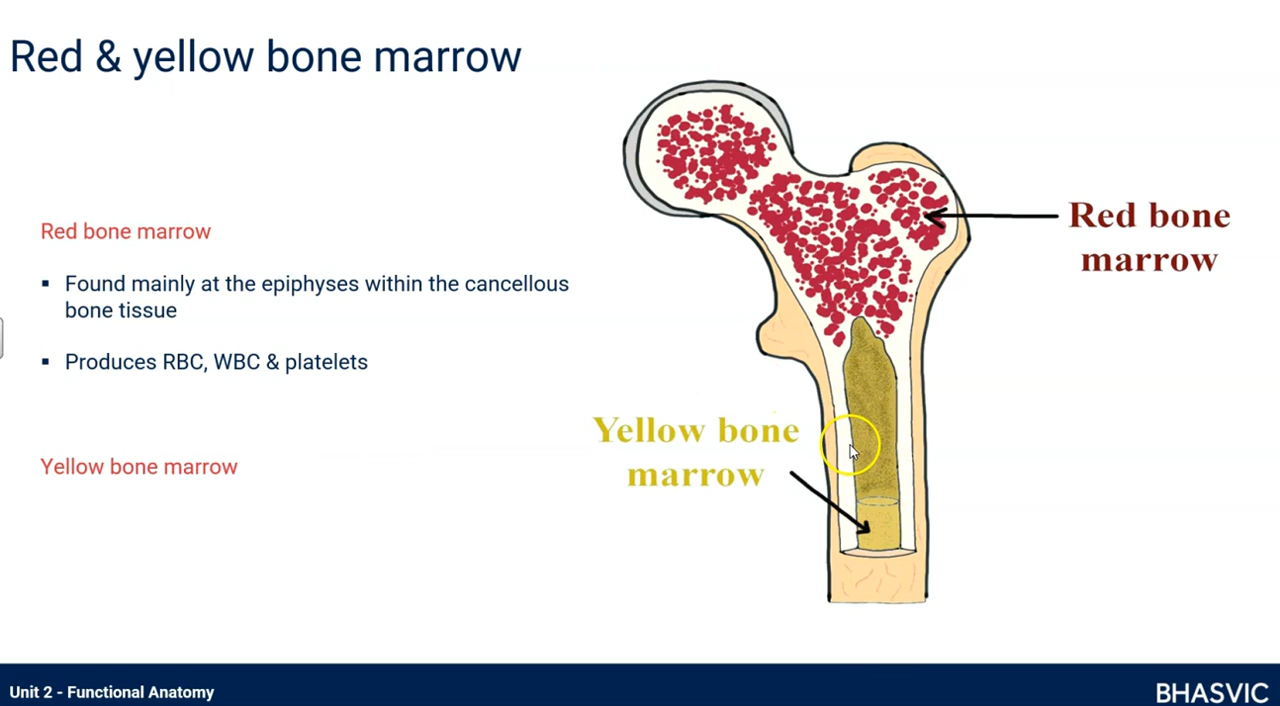 Red & yellow bone marrow
Red bone marrow
▪ Found mainly at the epiphyses within the cancellous
bone tissue
▪ Produces RBC, WBC & platelets
Yellow bone marrow
Red bone
marrow
Yellow bone
marrow
Unit 2 - Functional Anatomy
BHASVIC